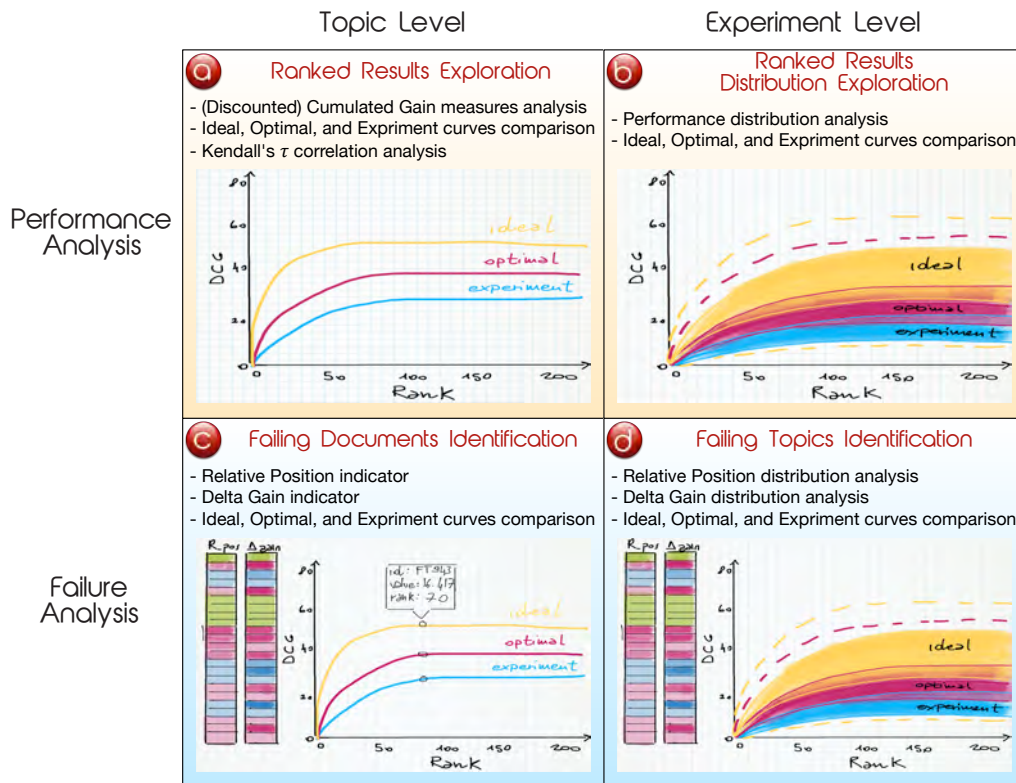 Topic Level
Experiment Level
Performance
Analysis
a
Ranked Results Exploration
- (Discounted) Cumulated Gain measures analysis
- Ideal, Optimal, and Expriment curves comparison
- Kendall's τ correlation analysis
80
60
40
20
0
DCG
ideal
optimal
experiment
0
50
100
150
200
Rank
b
Ranked Results
Distribution Exploration
- Performance distribution analysis
- Ideal, Optimal, and Expriment curves comparison
80
60
40
20
0
DCG
ideal
optimal
experiment
0
50
100
150
200
Rank
Failure
Analysis
c
Failing Documents Identification
- Relative Position indicator
- Delta Gain indicator
- Ideal, Optimal, and Expriment curves comparison
R_pos Δgain
80
60
40
20
0
DCG
value: 16.417
rank: 70
ideal
optimal
experiment
0
50
100
150
200
Rank
d
Failing Topics Identification
- Relative Position distribution analysis
- Delta Gain distribution analysis
- Ideal, Optimal, and Expriment curves comparison
R_pos Δgain
80
60
40
20
0
DCG
ideal
optimal
experiment
0
50
100
150
200
Rank